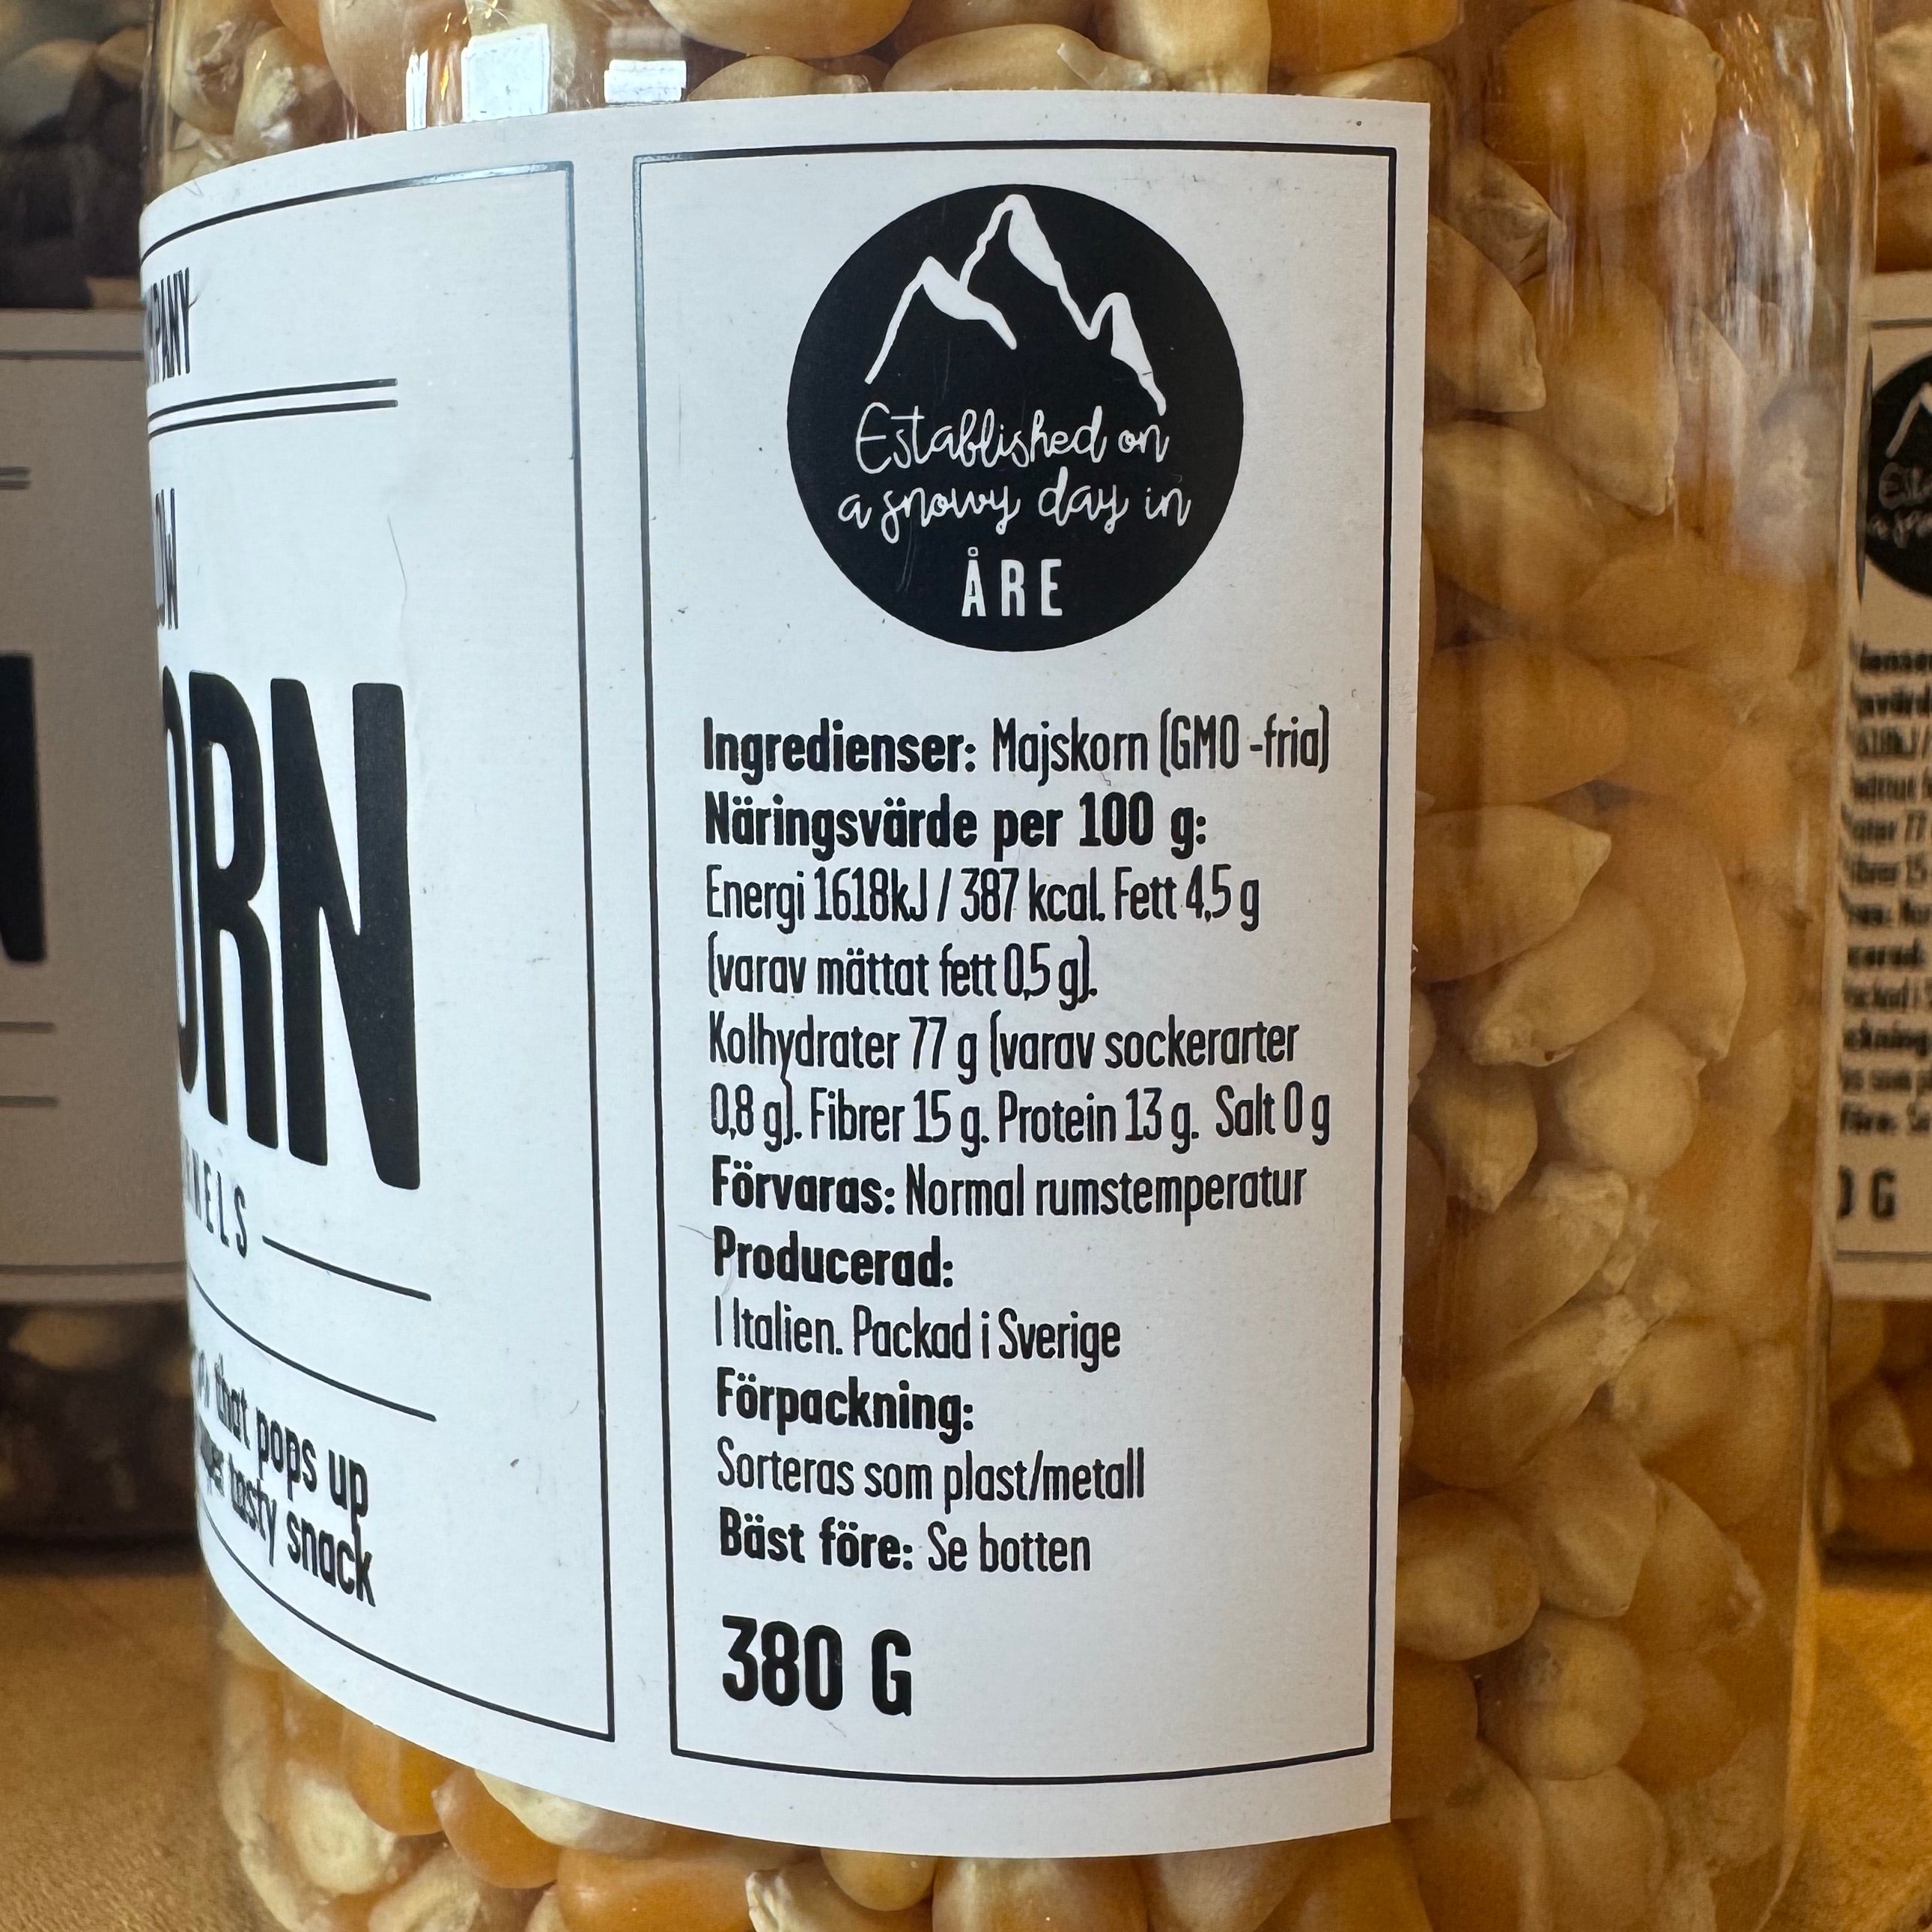 Established on
a snowy day in
ÅRE
Ingredienser: Majskorn (GMO -fria)
Näringsvärde per 100 g:
Energi 1618kJ / 387 kcal. Fett 4,5 g
(varav mättat fett 0,5 g).
Kolhydrater 77 g (varav sockerarter
0,8 g). Fibrer 15 g. Protein 13 g. Salt 0 g
Förvaras: Normal rumstemperatur
Producerad:
I Italien. Packad i Sverige
Förpackning:
Sorteras som plast/metall
Bäst före: Se botten
380 G
that pops up
tasty snack